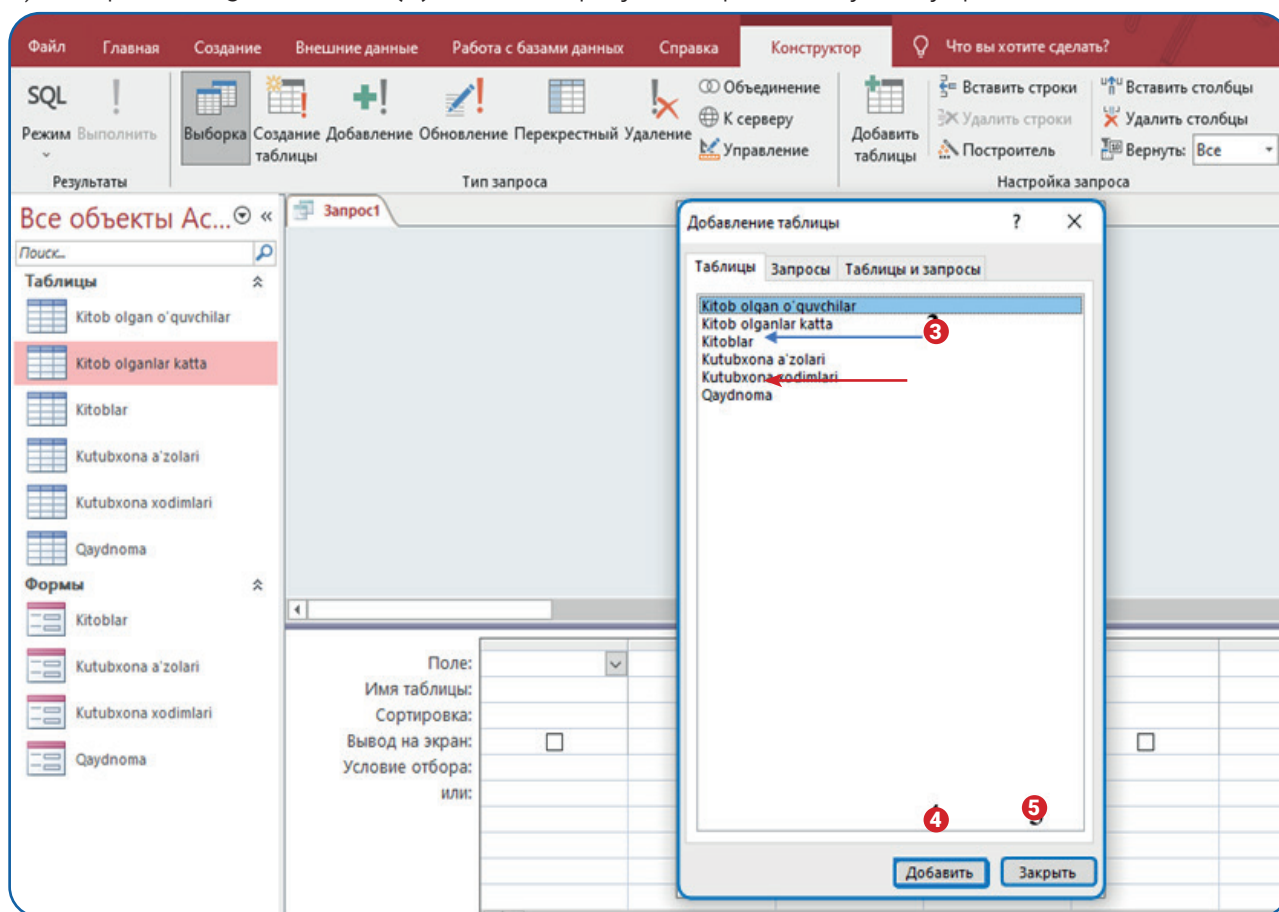 Файл Главная Создание Внешние данные Работа с базами данных Справка Конструктор Что вы хотите сделать?
SQL
Режим Выполнить
Выборка Создание таблицы Добавление Обновление Перекрестный Удаление
Объединение
К серверу
Управление
Добавить таблицы
Вставить строки
Удалить строки
Построитель
Вставить столбцы
Удалить столбцы
Вернуть: Все
Результаты Тип запроса Настройка запроса
Все объекты Ac... «
Поиск...
Таблицы
Kitob olgan o'quvchilar
Kitob olganlar katta
Kitoblar
Kutubxona a'zolari
Kutubxona xodimlari
Qaydnoma
Формы
Kitoblar
Kutubxona a'zolari
Kutubxona xodimlari
Qaydnoma
Запрос1
Поле:
Имя таблицы:
Сортировка:
Вывод на экран:
Условие отбора:
или:
Добавление таблицы ? X
Таблицы Запросы Таблицы и запросы
Kitob olgan o'quvchilar
Kitob olganlar katta
Kitoblar
Kutubxona a'zolari
Kutubxona xodimlari
Qaydnoma
3
4
5
Добавить Закрыть